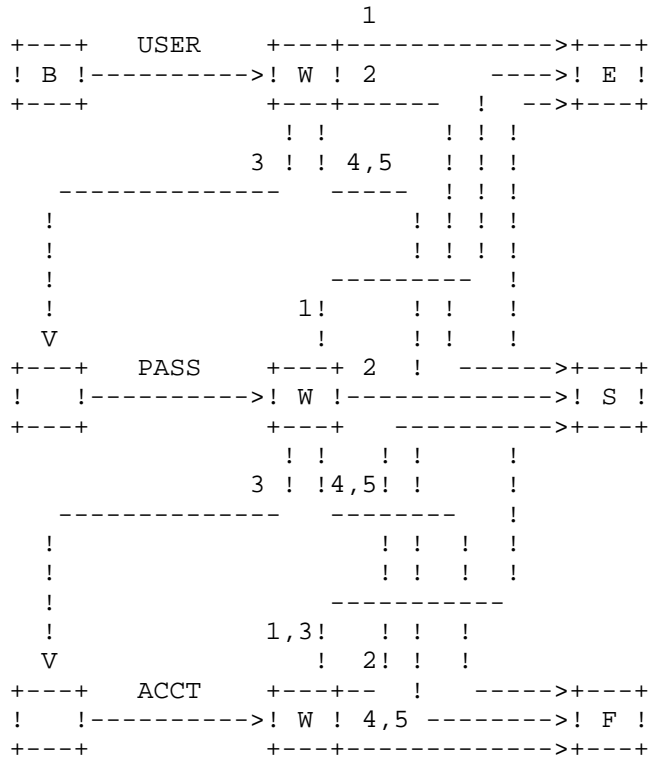 1
+---+    USER    +---+------------->+---+
! B !---------->! W ! 2       ---->! E !
+---+            +---+------  !  -->+---+
! !       ! ! !
3 ! ! 4,5   ! ! !
--------------   -----  ! ! !
!                      ! ! ! !
!                      ! ! ! !
!                 ---------  !
!               1!     ! !   !
V                !     ! !   !
+---+    PASS    +---+ 2  !  ------>+---+
!   !---------->! W !------------->! S !
+---+            +---+   ---------->+---+
! !   ! !     !
3 ! !4,5! !     !
--------------   --------  !
!                    ! !  !  !
!                    ! !  !  !
!                 -----------
!             1,3!   ! !  !
V                !  2! !  !
+---+    ACCT    +---+--  !   ----->+---+
!   !---------->! W ! 4,5 -------->! F !
+---+            +---+------------->+---+